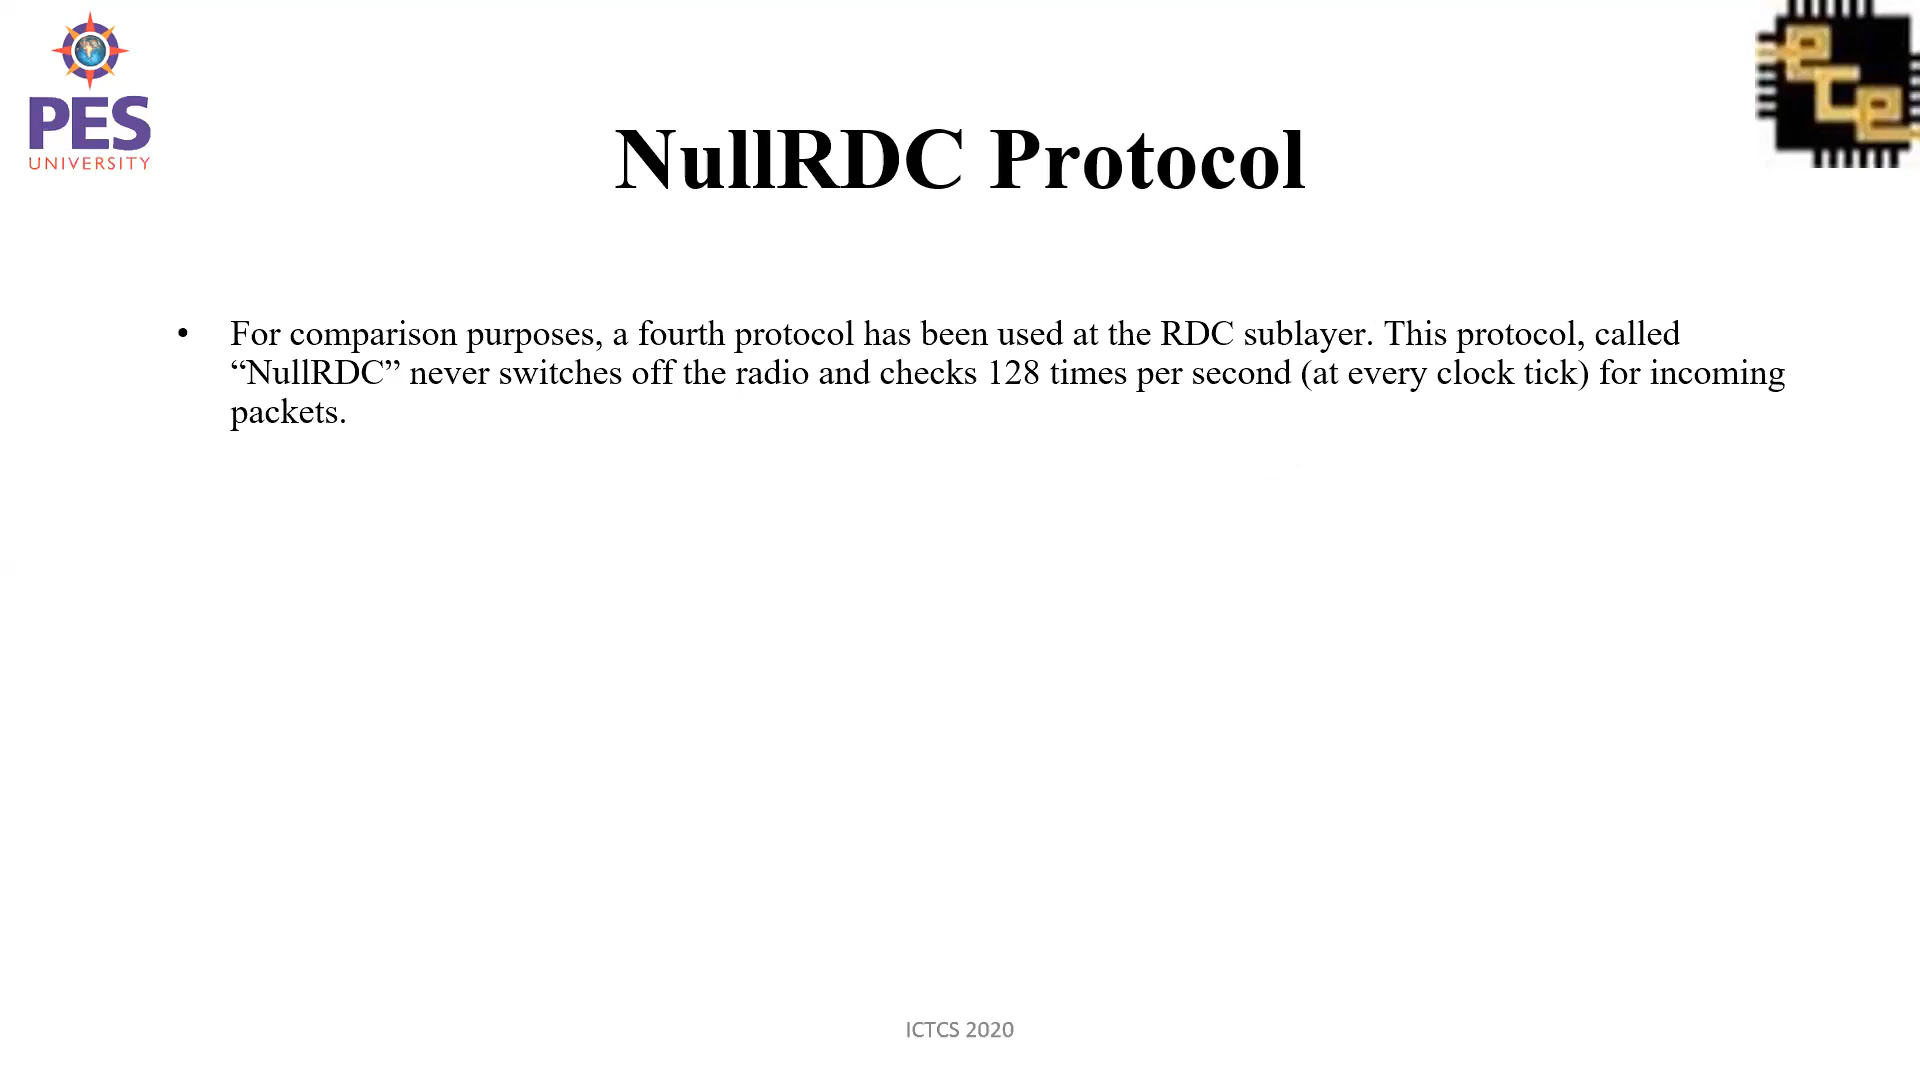 PES
UNIVERSITY
ece
NullRDC Protocol
• For comparison purposes, a fourth protocol has been used at the RDC sublayer. This protocol, called
“NullRDC” never switches off the radio and checks 128 times per second (at every clock tick) for incoming
packets.
ICTCS 2020